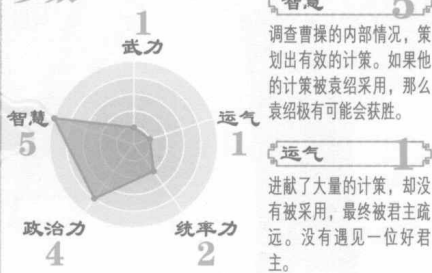 1
武力
智慧
5
运气
1
政治力
4
统率力
2
智慧 5
调查曹操的内部情况，策
划出有效的计策。如果他
的计策被袁绍采用，那么
袁绍极有可能会获胜。
运气 1
进献了大量的计策，却没
有被采用，最终被君主疏
远。没有遇见一位好君
主。